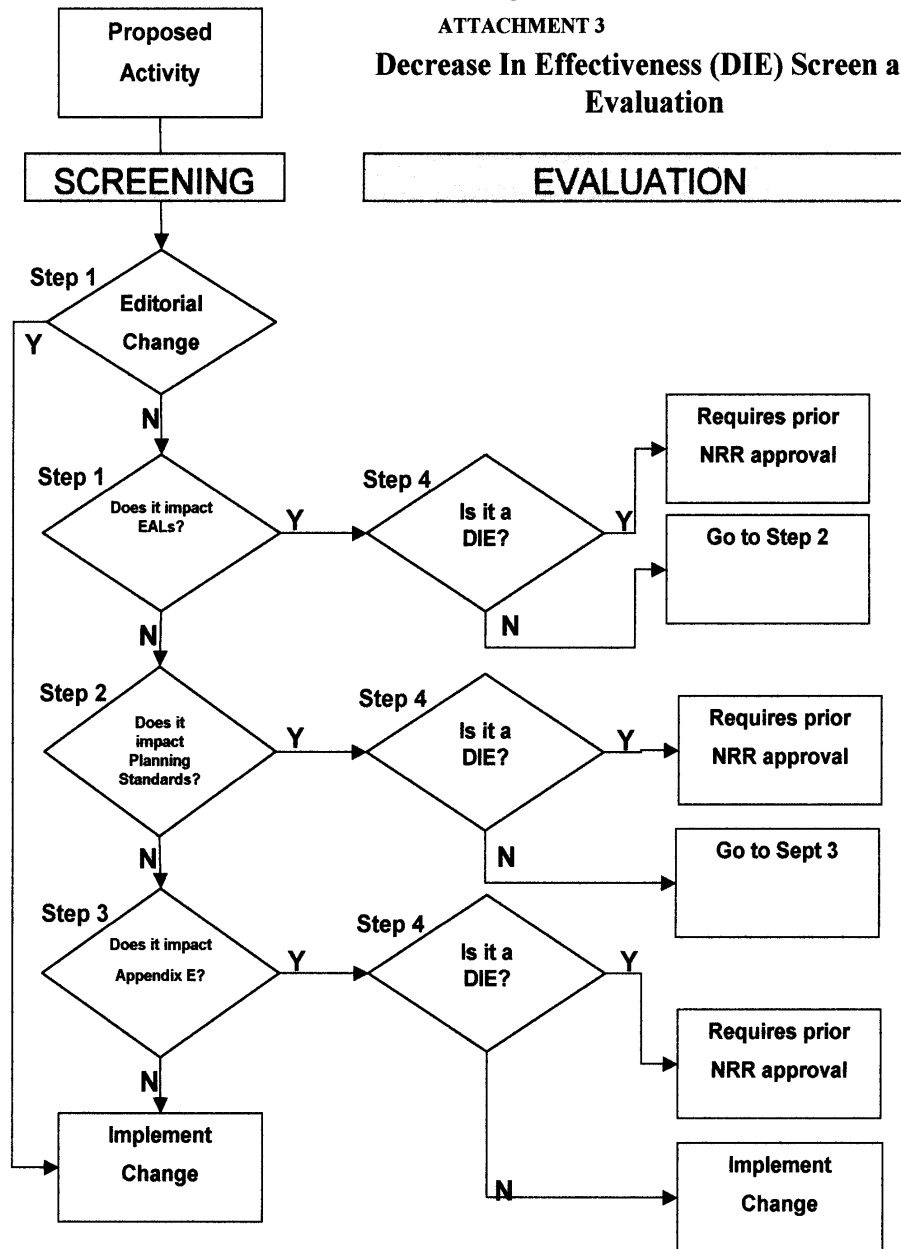 ATTACHMENT 3
Decrease In Effectiveness (DIE) Screen a
Evaluation
Proposed
Activity
SCREENING
EVALUATION
Step 1
Editorial
Change
Y
N
Step 1
Does it impact
EALs?
Y
Step 4
Is it a
DIE?
Y
Requires prior
NRR approval
N
Go to Step 2
N
Step 2
Does it
impact
Planning
Standards?
Y
Step 4
Is it a
DIE?
Y
Requires prior
NRR approval
N
Go to Sept 3
N
Step 3
Does it impact
Appendix E?
Y
Step 4
Is it a
DIE?
Y
Requires prior
NRR approval
N
Implement
Change
N
Implement
Change